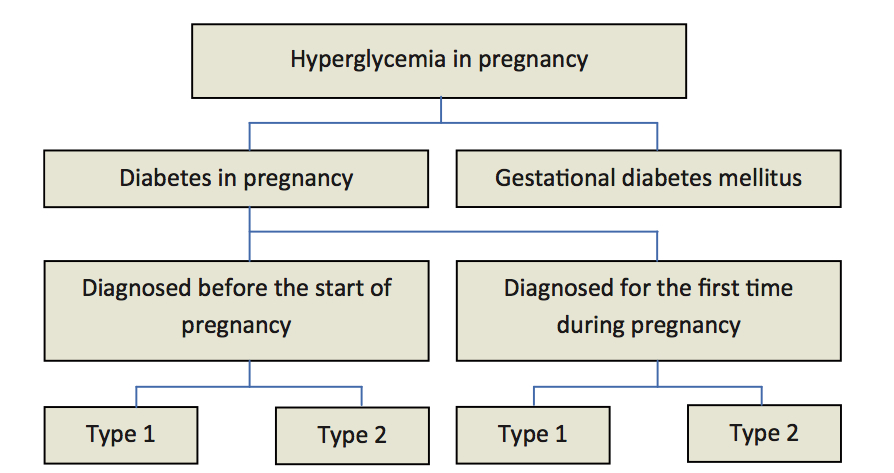 Hyperglycemia in pregnancy
Diabetes in pregnancy
Gestational diabetes mellitus
Diagnosed before the start of
pregnancy
Diagnosed for the first time
during pregnancy
Type 1
Type 2
Type 1
Type 2